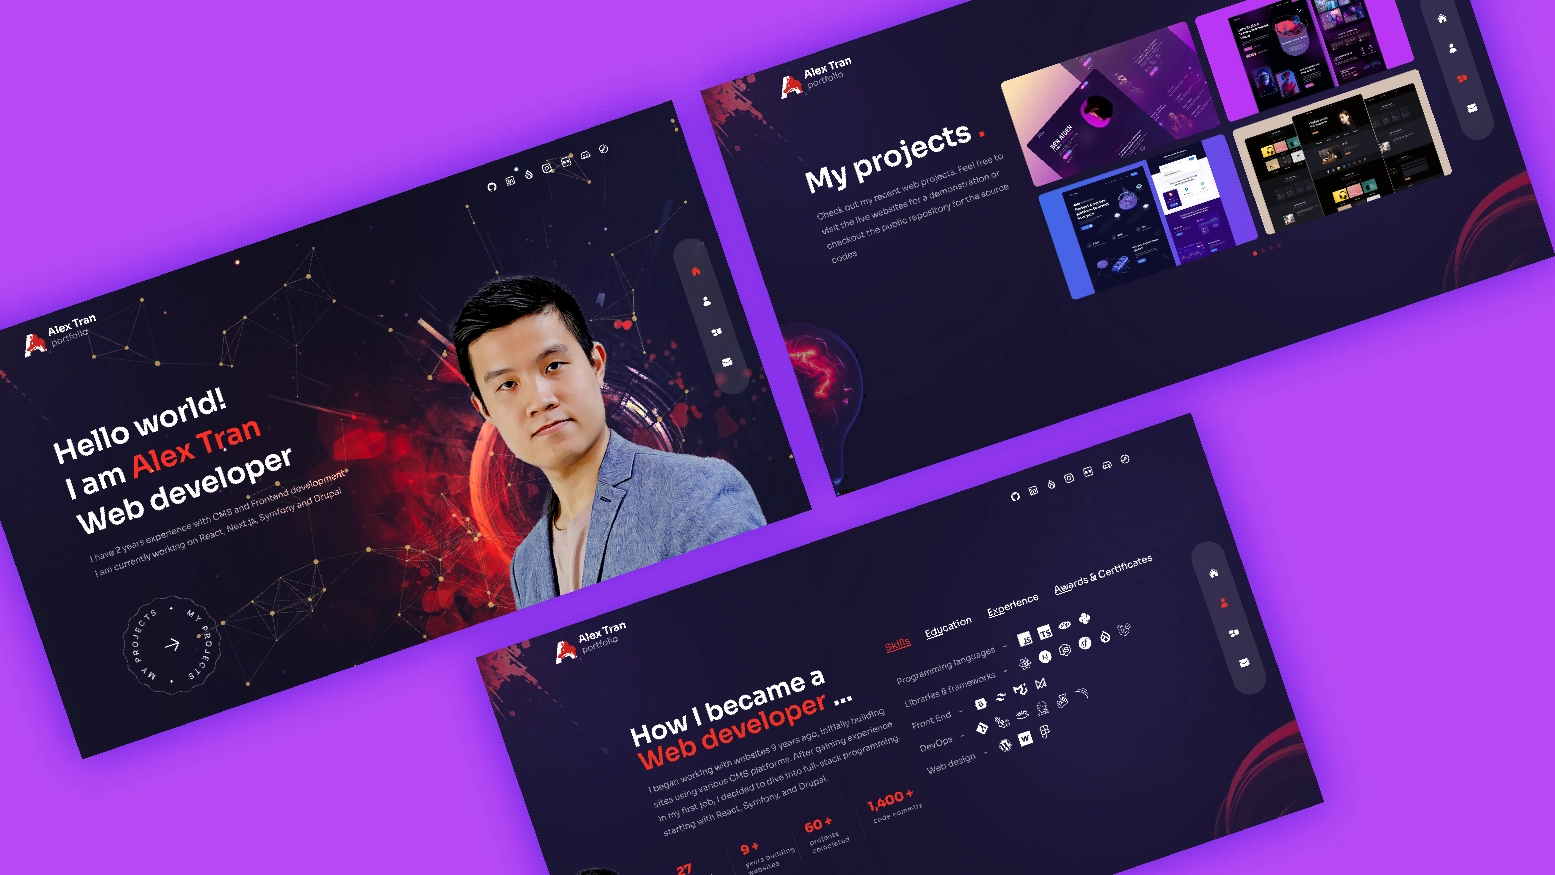 Alex Tran
portfolio
Hello world!
I am Alex Tran
Web developer
I have 2 years experience with CMS and Frontend development
I am currently working on React, Next.js, Symfony and Drupal
MY PROJECTS • MY PROJECTS •
Alex Tran
portfolio
My projects .
Check out my recent web projects. Feel free to
visit the live websites for a demonstration or
checkout the public repository for the source
codes
BEN AIDEN
Alex Tran
portfolio
How I became a
Web developer ...
I began working with websites 9 years ago, initially building
sites using various CMS platforms. After gaining experience
in my first job, I decided to dive into full-stack programming
starting with React, Symfony, and Drupal.
27
9 +
years building
websites
60 +
projects
completed
1,400 +
code commits
Skills
Education
Experience
Awards & Certificates
Programming languages -
JS
TS
Libraries & frameworks -
Front End -
DevOps -
Web design -